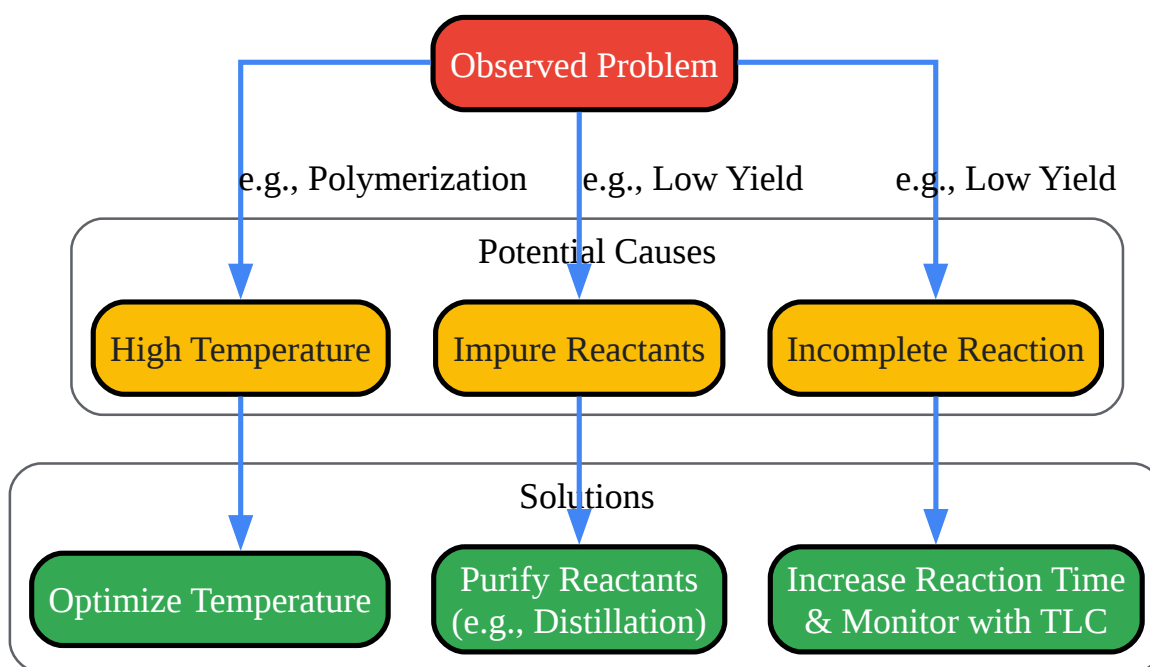 Observed Problem
e.g., Polymerization
e.g., Low Yield
e.g., Low Yield
Potential Causes
High Temperature
Impure Reactants
Incomplete Reaction
Solutions
Optimize Temperature
Purify Reactants
(e.g., Distillation)
Increase Reaction Time
& Monitor with TLC